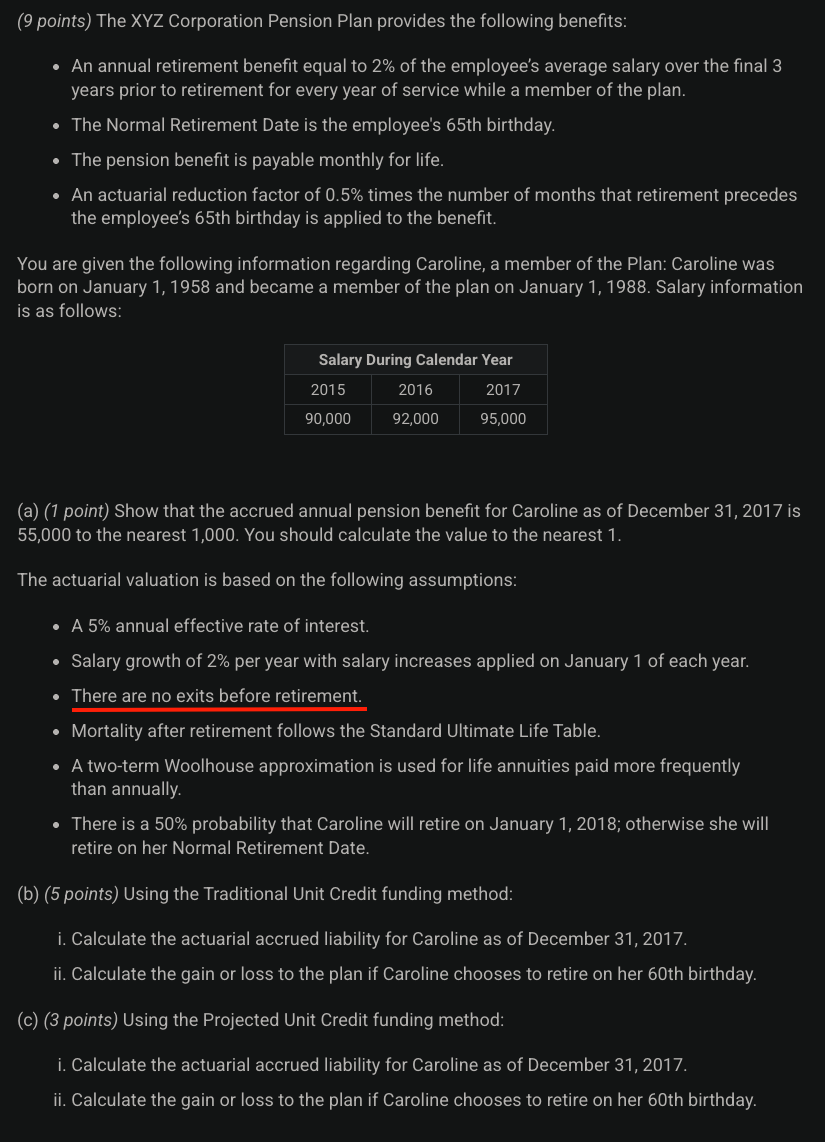 (9 points) The XYZ Corporation Pension Plan provides the following benefits:
• An annual retirement benefit equal to 2% of the employee’s average salary over the final 3
years prior to retirement for every year of service while a member of the plan.
• The Normal Retirement Date is the employee's 65th birthday.
• The pension benefit is payable monthly for life.
• An actuarial reduction factor of 0.5% times the number of months that retirement precedes
the employee’s 65th birthday is applied to the benefit.
You are given the following information regarding Caroline, a member of the Plan: Caroline was
born on January 1, 1958 and became a member of the plan on January 1, 1988. Salary information
is as follows:
Salary During Calendar Year
2015 2016 2017
90,000 92,000 95,000
(a) (1 point) Show that the accrued annual pension benefit for Caroline as of December 31, 2017 is
55,000 to the nearest 1,000. You should calculate the value to the nearest 1.
The actuarial valuation is based on the following assumptions:
• A 5% annual effective rate of interest.
• Salary growth of 2% per year with salary increases applied on January 1 of each year.
• There are no exits before retirement.
• Mortality after retirement follows the Standard Ultimate Life Table.
• A two-term Woolhouse approximation is used for life annuities paid more frequently
than annually.
• There is a 50% probability that Caroline will retire on January 1, 2018; otherwise she will
retire on her Normal Retirement Date.
(b) (5 points) Using the Traditional Unit Credit funding method:
i. Calculate the actuarial accrued liability for Caroline as of December 31, 2017.
ii. Calculate the gain or loss to the plan if Caroline chooses to retire on her 60th birthday.
(c) (3 points) Using the Projected Unit Credit funding method:
i. Calculate the actuarial accrued liability for Caroline as of December 31, 2017.
ii. Calculate the gain or loss to the plan if Caroline chooses to retire on her 60th birthday.